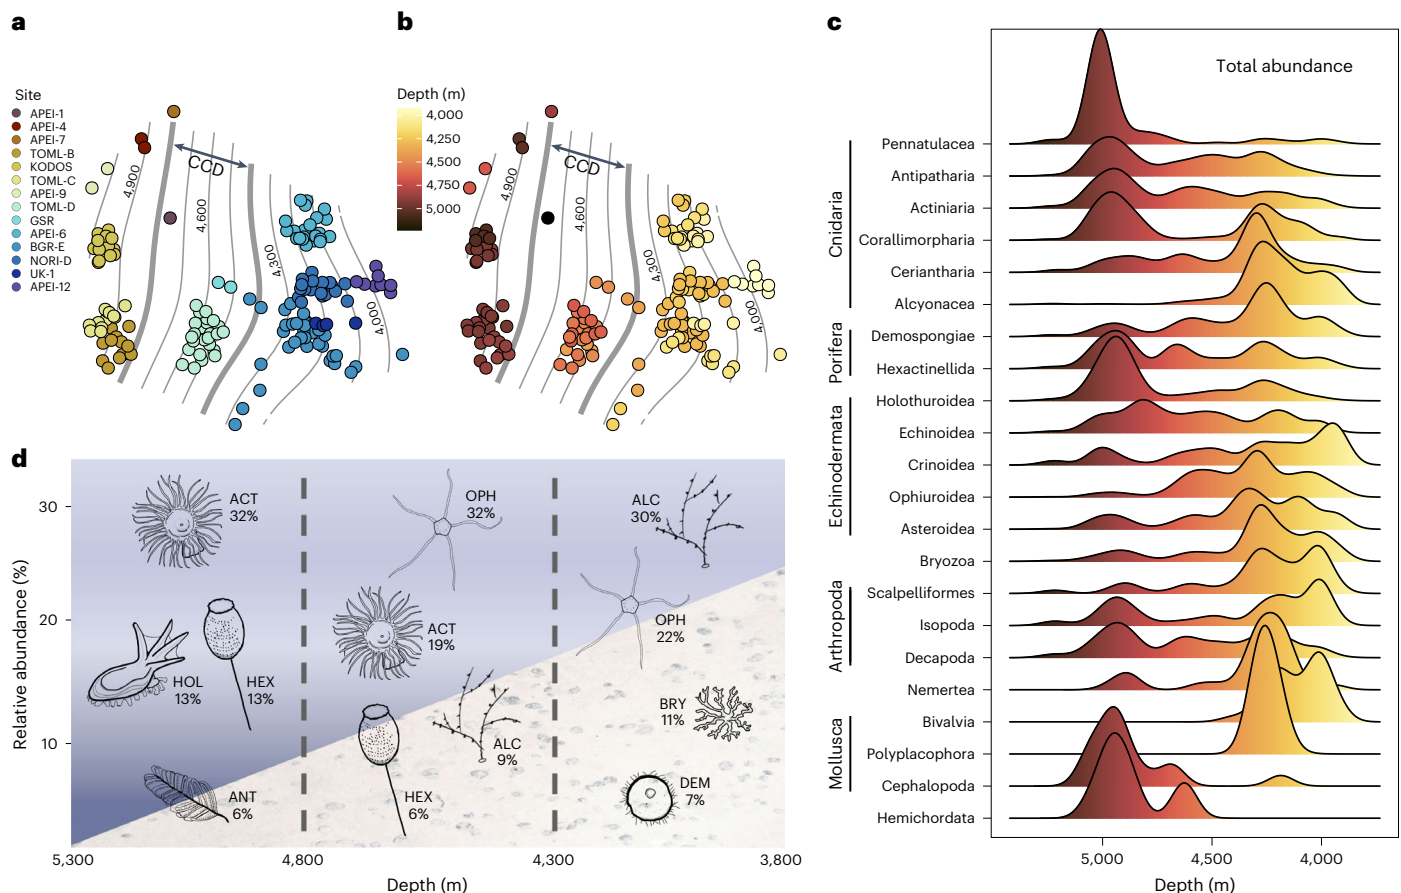 a
Site
APEI-1
APEI-4
APEI-7
TOML-B
KODOS
TOML-C
APEI-9
TOML-D
GSR
APEI-6
BGR-E
NORI-D
UK-1
APEI-12
4,900
CCD
4,600
4,300
4,000
b
Depth (m)
4,000
4,250
4,500
4,750
5,000
4,900
CCD
4,600
4,300
4,000
c
Total abundance
Cnidaria
Porifera
Echinodermata
Arthropoda
Mollusca
Pennatulacea
Antipatharia
Actiniaria
Corallimorpharia
Ceriantharia
Alcyonacea
Demospongiae
Hexactinellida
Holothuroidea
Echinoidea
Crinoidea
Ophiuroidea
Asteroidea
Bryozoa
Scalpelliformes
Isopoda
Decapoda
Nemertea
Bivalvia
Polyplacophora
Cephalopoda
Hemichordata
5,000 4,500 4,000
Depth (m)
d
Relative abundance (%)
30
20
10
ACT
32%
HOL
13%
HEX
13%
ANT
6%
OPH
32%
ACT
19%
ALC
9%
HEX
6%
ALC
30%
OPH
22%
BRY
11%
DEM
7%
5,300 4,800 4,300 3,800
Depth (m)